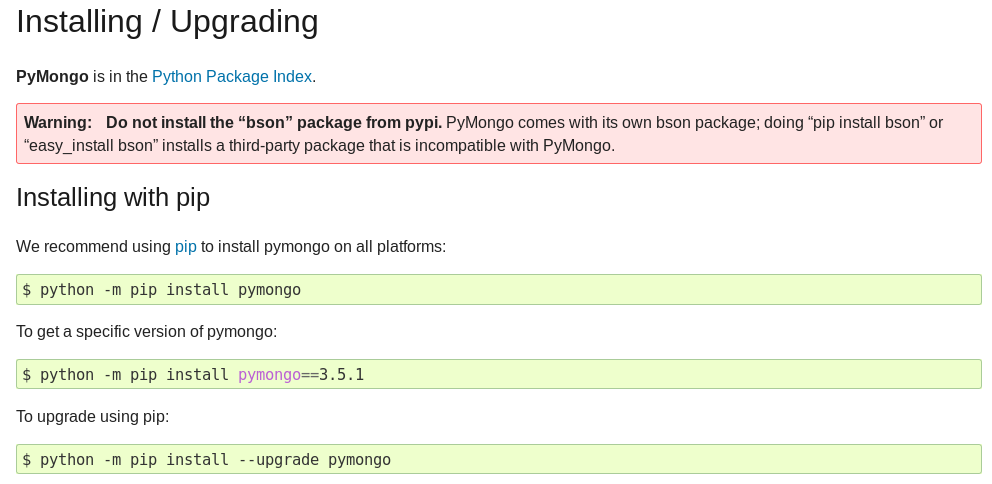 Installing / Upgrading
PyMongo is in the Python Package Index.
Warning: Do not install the “bson” package from pypi. PyMongo comes with its own bson package; doing “pip install bson” or
“easy_install bson” installs a third-party package that is incompatible with PyMongo.
Installing with pip
We recommend using pip to install pymongo on all platforms:
$ python -m pip install pymongo
To get a specific version of pymongo:
$ python -m pip install pymongo==3.5.1
To upgrade using pip:
$ python -m pip install --upgrade pymongo